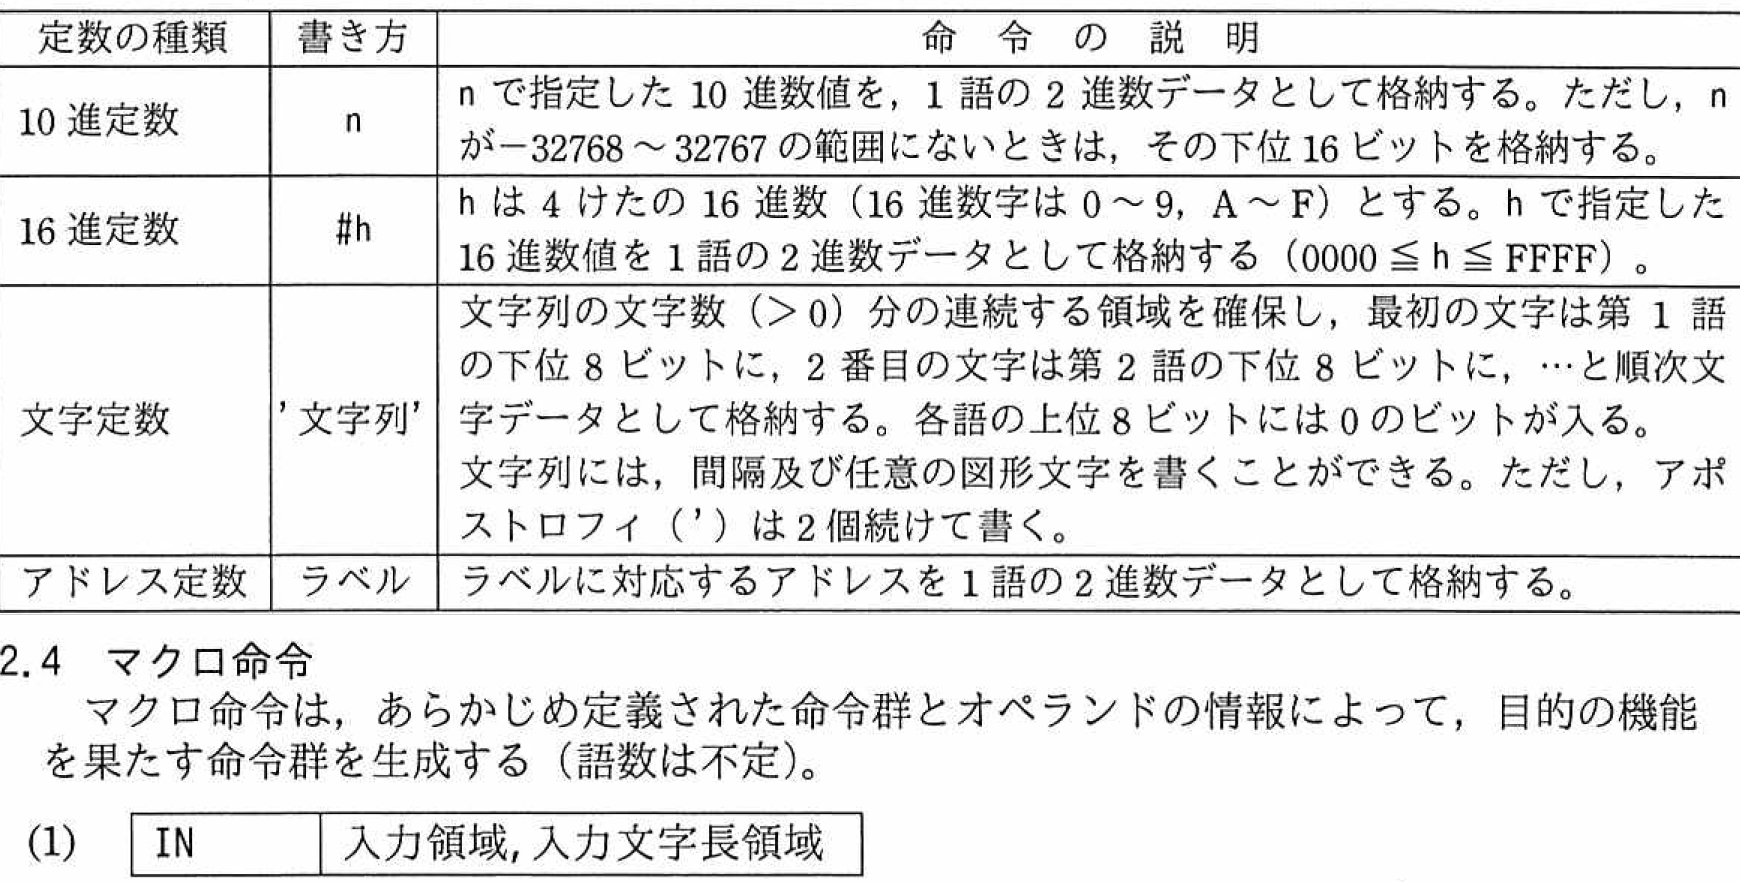 定数の種類 書き方 命 令 の 説 明
10 進定数 n n で指定した 10 進数値を，1 語の 2 進数データとして格納する。ただし，n
が－32768～32767 の範囲にないときは，その下位 16 ビットを格納する。
16 進定数 #h h は 4 けたの 16 進数（16 進数字は 0～9，A～F）とする。h で指定した
16 進数値を 1 語の 2 進数データとして格納する（0000 ≦ h ≦ FFFF）。
文字定数 ’文字列’ 文字列の文字数（＞0）分の連続する領域を確保し，最初の文字は第 1 語
の下位 8 ビットに，2 番目の文字は第 2 語の下位 8 ビットに，…と順次文
字データとして格納する。各語の上位 8 ビットには 0 のビットが入る。
文字列には，間隔及び任意の図形文字を書くことができる。ただし，アポ
ストロフィ（’）は 2 個続けて書く。
アドレス定数 ラベル ラベルに対応するアドレスを 1 語の 2 進数データとして格納する。
2.4 マクロ命令
マクロ命令は，あらかじめ定義された命令群とオペランドの情報によって，目的の機能
を果たす命令群を生成する（語数は不定）。
(1) IN 入力領域,入力文字長領域